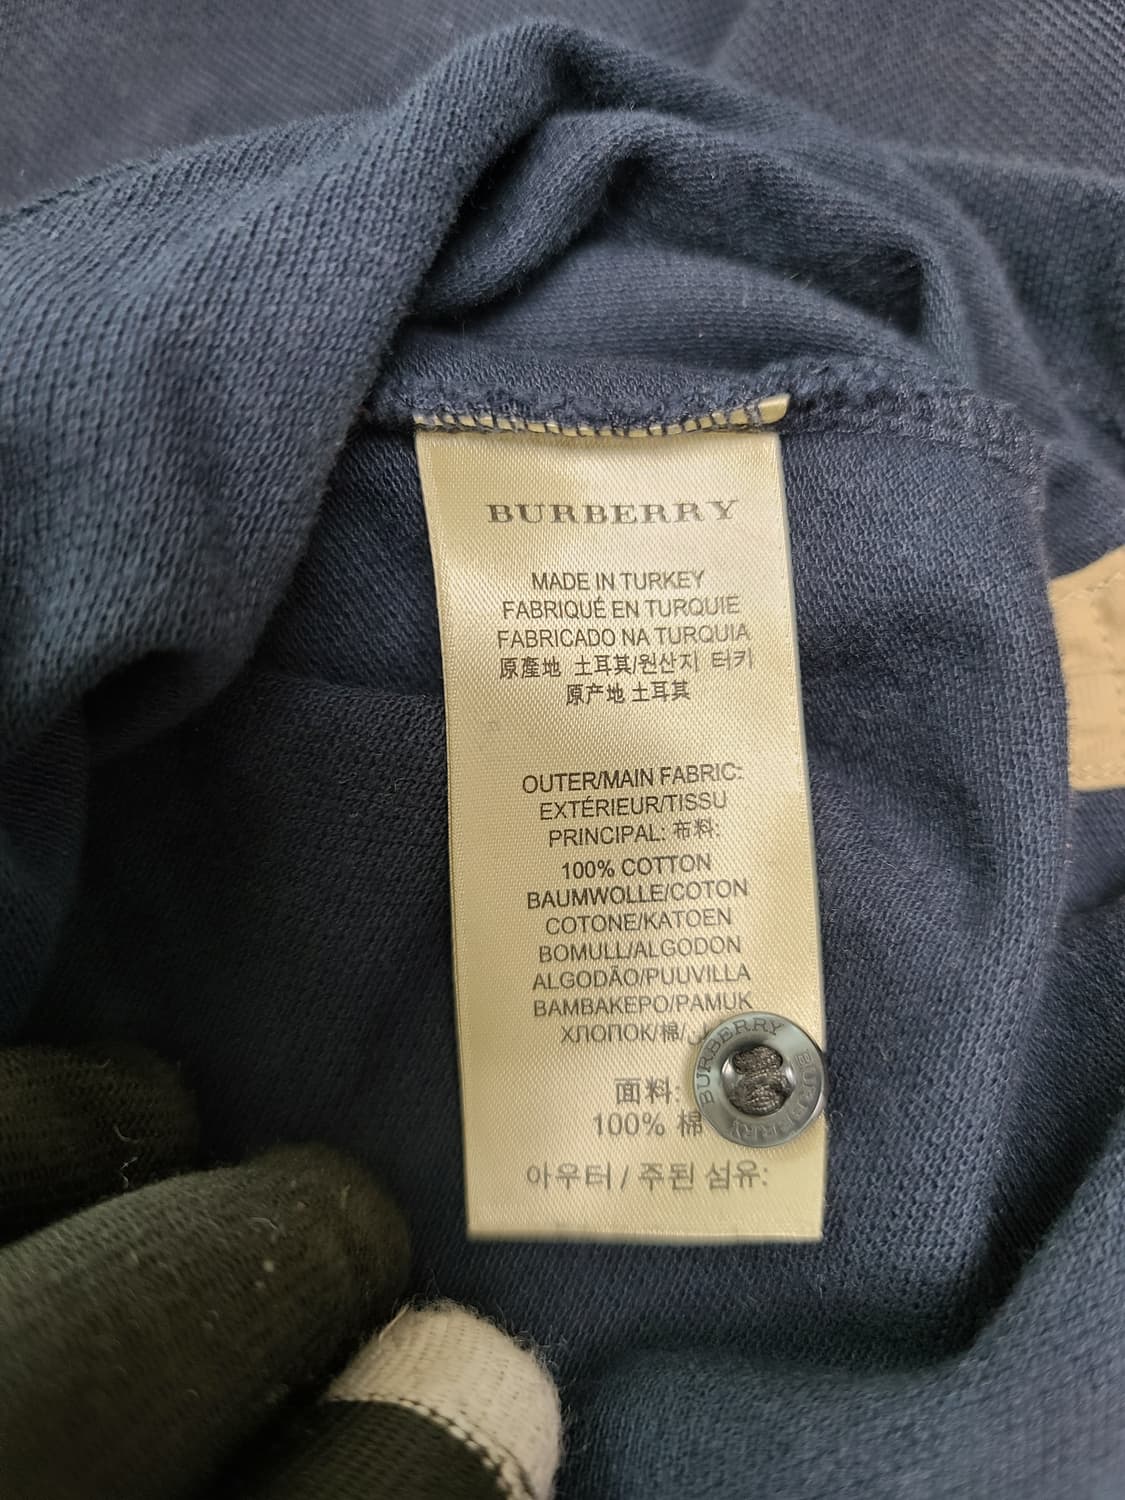 BURBERRY
MADE IN TURKEY
FABRIQUÉ EN TURQUIE
FABRICADO NA TURQUIA
原產地 土耳其/원산지 터키
原产地 土耳其
OUTER/MAIN FABRIC:
EXTÉRIEUR/TISSU
PRINCIPAL: 布料:
100% COTTON
BAUMWOLLE/COTON
COTONE/KATOEN
BOMULL/ALGODON
ALGODÃO/PUUVILLA
BAMBAKEPO/PAMUK
ХЛОПОК/棉/
面料:
100% 棉
아우터 / 주된 섬유:
BURBERRY
BURBERRY